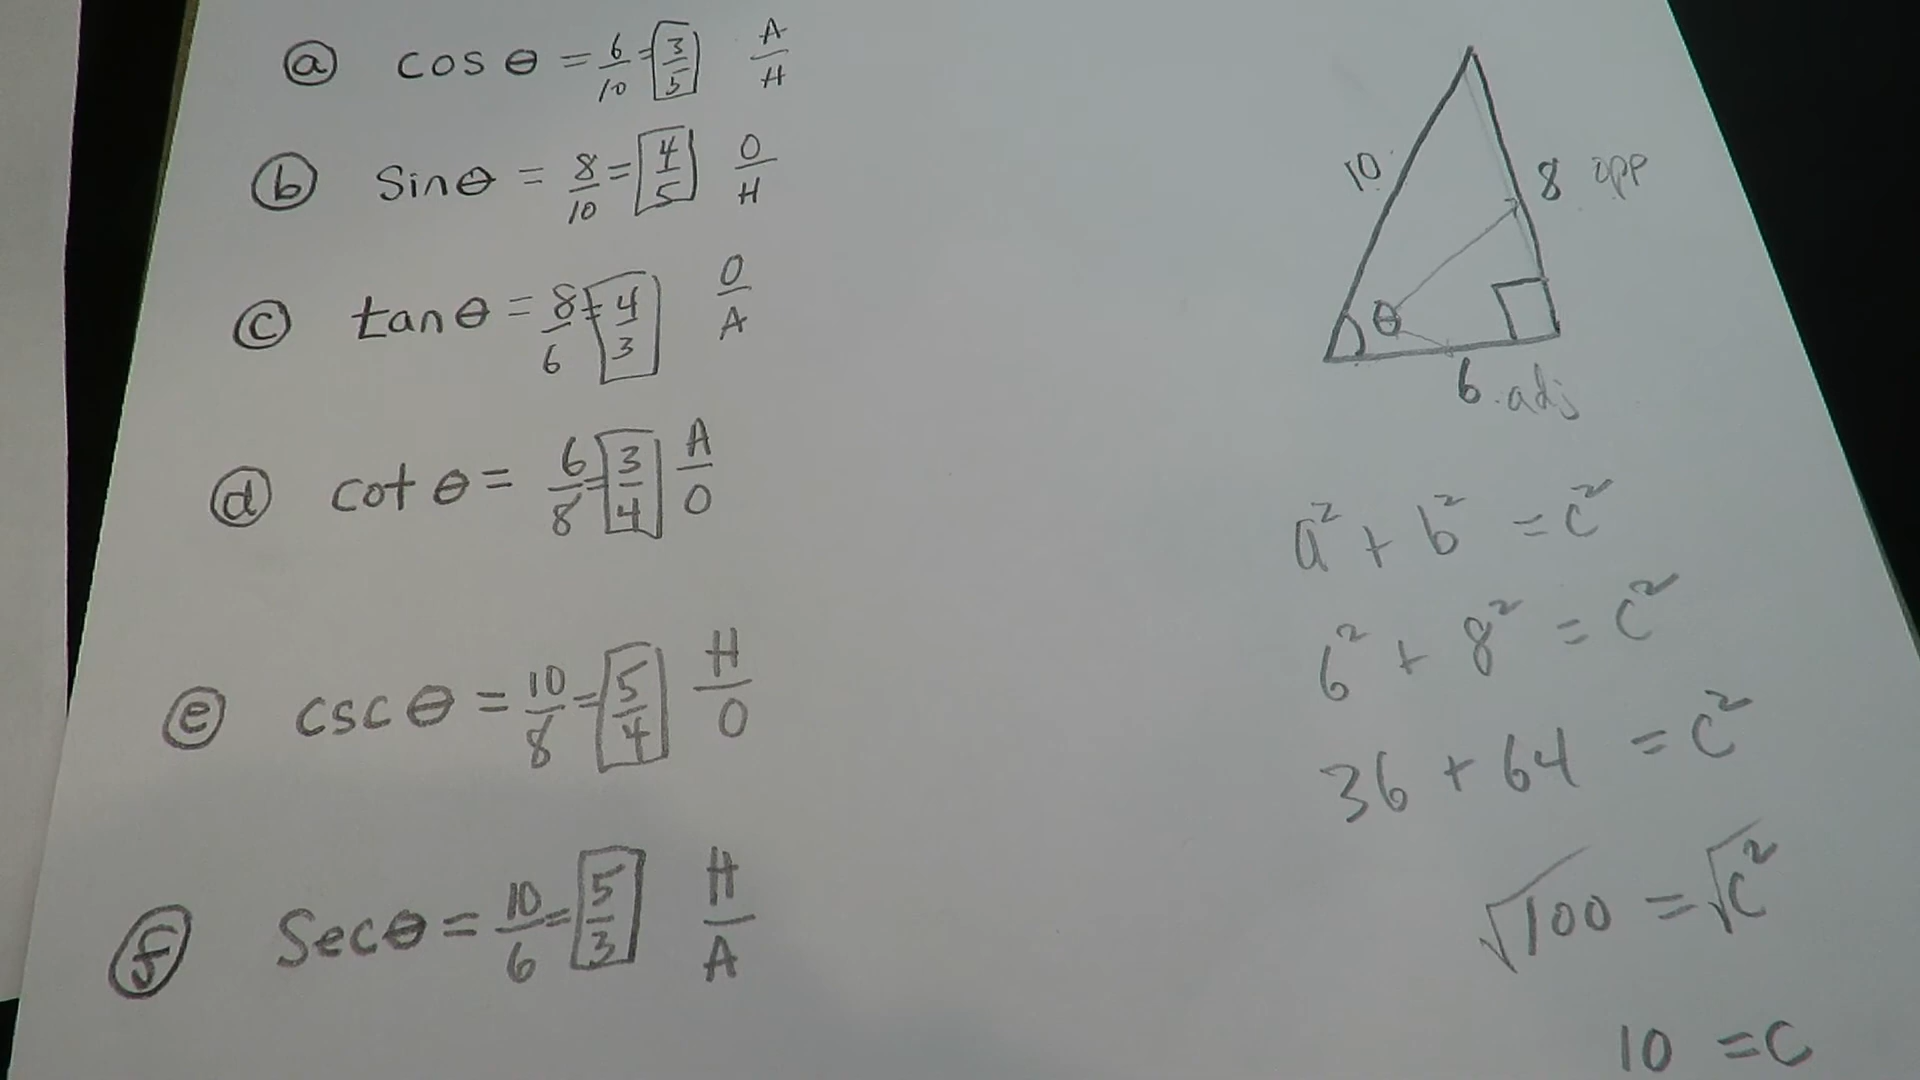 ⓐ cos θ = 6/10 = 3/5 A/H
ⓑ Sin θ = 8/10 = 4/5 O/H
ⓒ tan θ = 8/6 = 4/3 O/A
ⓓ cot θ = 6/8 = 3/4 A/O
ⓔ csc θ = 10/8 = 5/4 H/O
ⓕ Sec θ = 10/6 = 5/3 H/A
10
8 opp
θ
6 adj
a² + b² = c²
6² + 8² = c²
36 + 64 = c²
√100 = √c²
10 = c